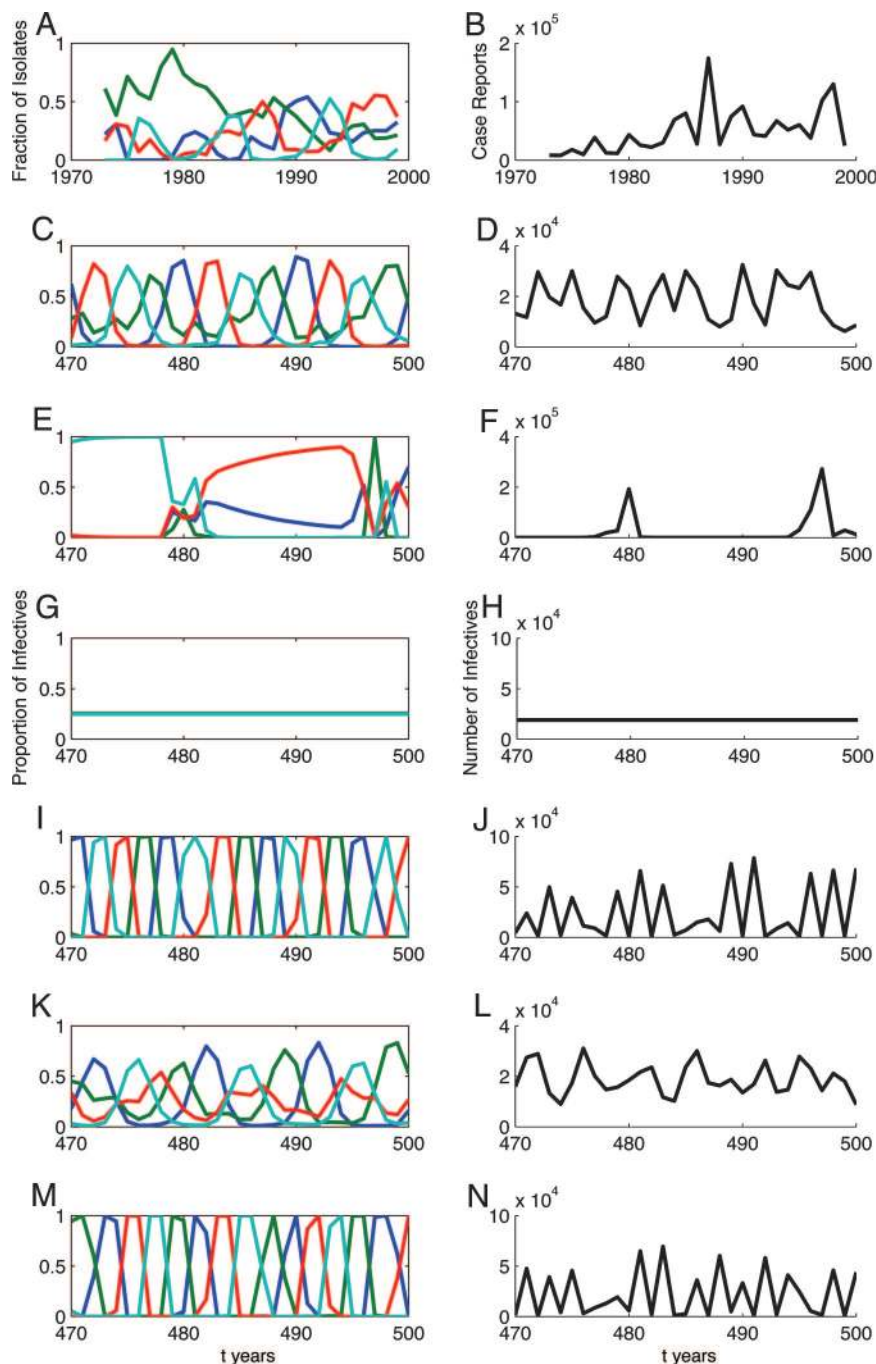 A
B
x 10^5
Fraction of Isolates
1
0.5
0
1970 1980 1990 2000
Case Reports
2
1
0
1970 1980 1990 2000
C
D
x 10^4
1
0.5
0
470 480 490 500
4
2
0
470 480 490 500
E
F
x 10^5
1
0.5
0
470 480 490 500
4
2
0
470 480 490 500
G
H
x 10^4
Proportion of Infectives
1
0.5
0
470 480 490 500
Number of Infectives
10
5
0
470 480 490 500
I
J
x 10^4
1
0.5
0
470 480 490 500
10
5
0
470 480 490 500
K
L
x 10^4
1
0.5
0
470 480 490 500
4
2
0
470 480 490 500
M
N
x 10^4
1
0.5
0
470 480 490 500
t years
10
5
0
470 480 490 500
t years